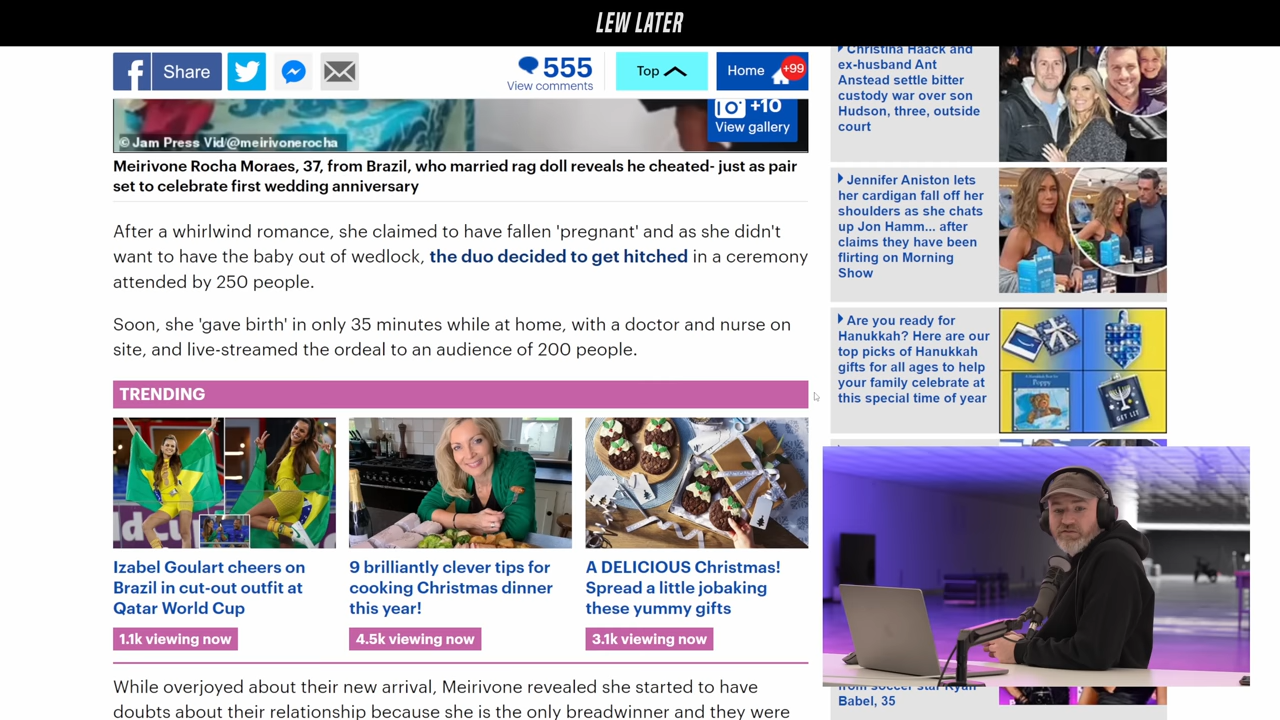 LEW LATER
Share
555
View comments
Top
Home
+99
+10
View gallery
© Jam Press Vid/@meirivonerocha
Meirivone Rocha Moraes, 37, from Brazil, who married rag doll reveals he cheated- just as pair
set to celebrate first wedding anniversary
After a whirlwind romance, she claimed to have fallen 'pregnant' and as she didn't
want to have the baby out of wedlock, the duo decided to get hitched in a ceremony
attended by 250 people.
Soon, she 'gave birth' in only 35 minutes while at home, with a doctor and nurse on
site, and live-streamed the ordeal to an audience of 200 people.
TRENDING
Izabel Goulart cheers on
Brazil in cut-out outfit at
Qatar World Cup
1.1k viewing now
9 brilliantly clever tips for
cooking Christmas dinner
this year!
4.5k viewing now
A DELICIOUS Christmas!
Spread a little jobaking
these yummy gifts
3.1k viewing now
While overjoyed about their new arrival, Meirivone revealed she started to have
doubts about their relationship because she is the only breadwinner and they were
Christina Haack and
ex-husband Ant
Anstead settle bitter
custody war over son
Hudson, three, outside
court
Jennifer Aniston lets
her cardigan fall off her
shoulders as she chats
up Jon Hamm... after
claims they have been
flirting on Morning
Show
Are you ready for
Hanukkah? Here are our
top picks of Hanukkah
gifts for all ages to help
your family celebrate at
this special time of year
Poppy
GET LIT
from soccer star Ryan
Babel, 35